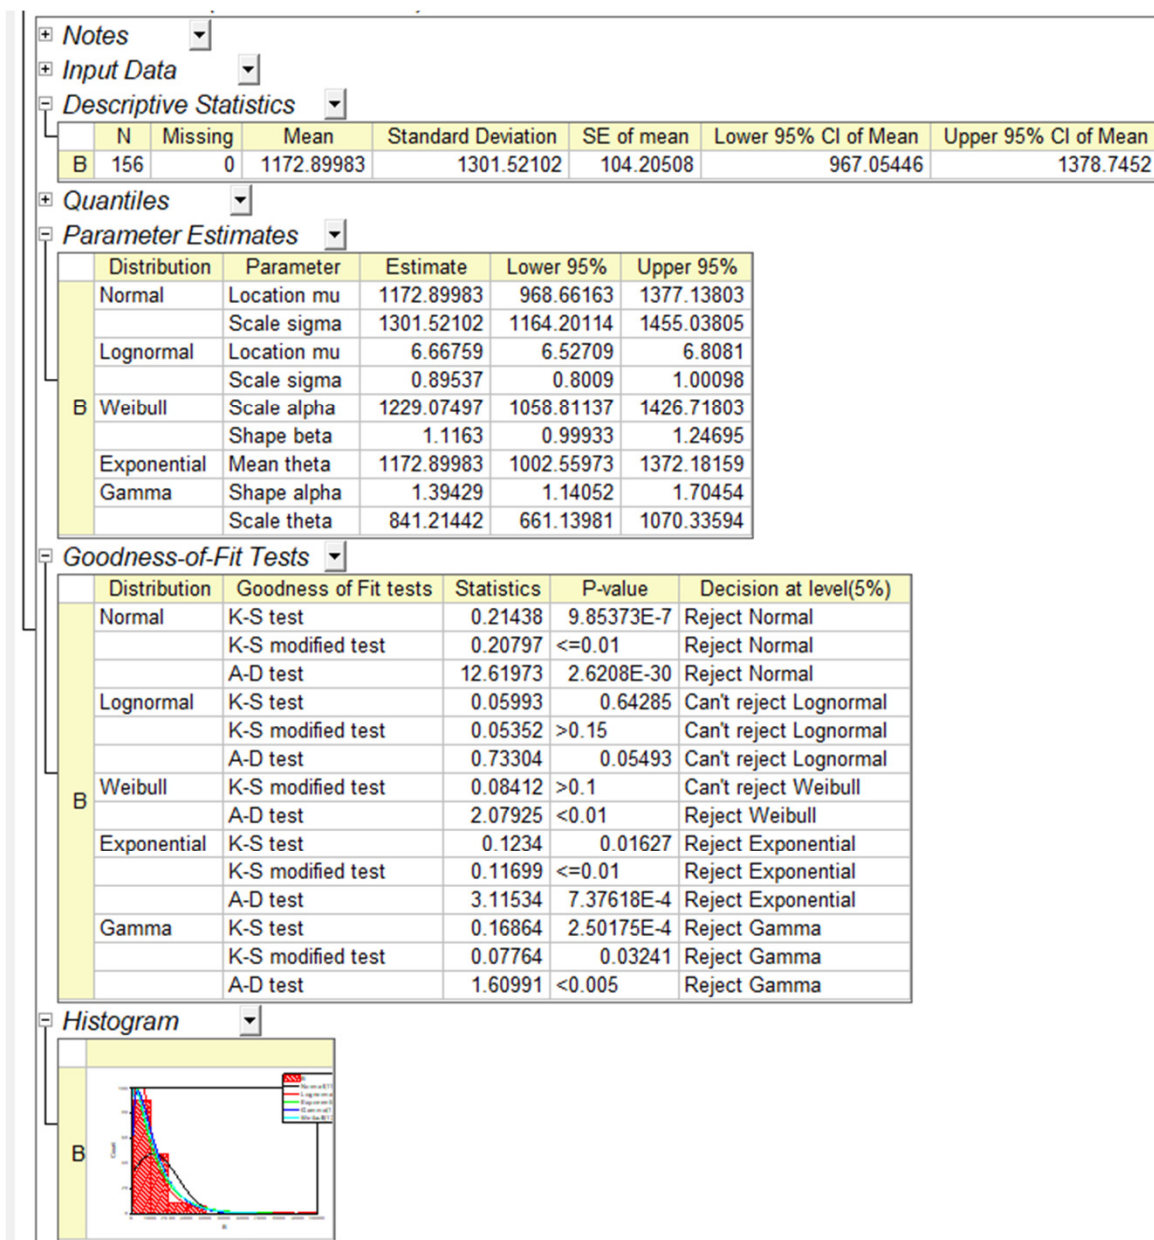 Notes
Input Data
Descriptive Statistics
N Missing Mean Standard Deviation SE of mean Lower 95% CI of Mean Upper 95% CI of Mean
B 156 0 1172.89983 1301.52102 104.20508 967.05446 1378.7452
Quantiles
Parameter Estimates
Distribution Parameter Estimate Lower 95% Upper 95%
Normal Location mu 1172.89983 968.66163 1377.13803
Scale sigma 1301.52102 1164.20114 1455.03805
Lognormal Location mu 6.66759 6.52709 6.8081
Scale sigma 0.89537 0.8009 1.00098
B Weibull Scale alpha 1229.07497 1058.81137 1426.71803
Shape beta 1.1163 0.99933 1.24695
Exponential Mean theta 1172.89983 1002.55973 1372.18159
Gamma Shape alpha 1.39429 1.14052 1.70454
Scale theta 841.21442 661.13981 1070.33594
Goodness-of-Fit Tests
Distribution Goodness of Fit tests Statistics P-value Decision at level(5%)
Normal K-S test 0.21438 9.85373E-7 Reject Normal
K-S modified test 0.20797 <=0.01 Reject Normal
A-D test 12.61973 2.6208E-30 Reject Normal
Lognormal K-S test 0.05993 0.64285 Can't reject Lognormal
K-S modified test 0.05352 >0.15 Can't reject Lognormal
A-D test 0.73304 0.05493 Can't reject Lognormal
B Weibull K-S modified test 0.08412 >0.1 Can't reject Weibull
A-D test 2.07925 <0.01 Reject Weibull
Exponential K-S test 0.1234 0.01627 Reject Exponential
K-S modified test 0.11699 <=0.01 Reject Exponential
A-D test 3.11534 7.37618E-4 Reject Exponential
Gamma K-S test 0.16864 2.50175E-4 Reject Gamma
K-S modified test 0.07764 0.03241 Reject Gamma
A-D test 1.60991 <0.005 Reject Gamma
Histogram
B